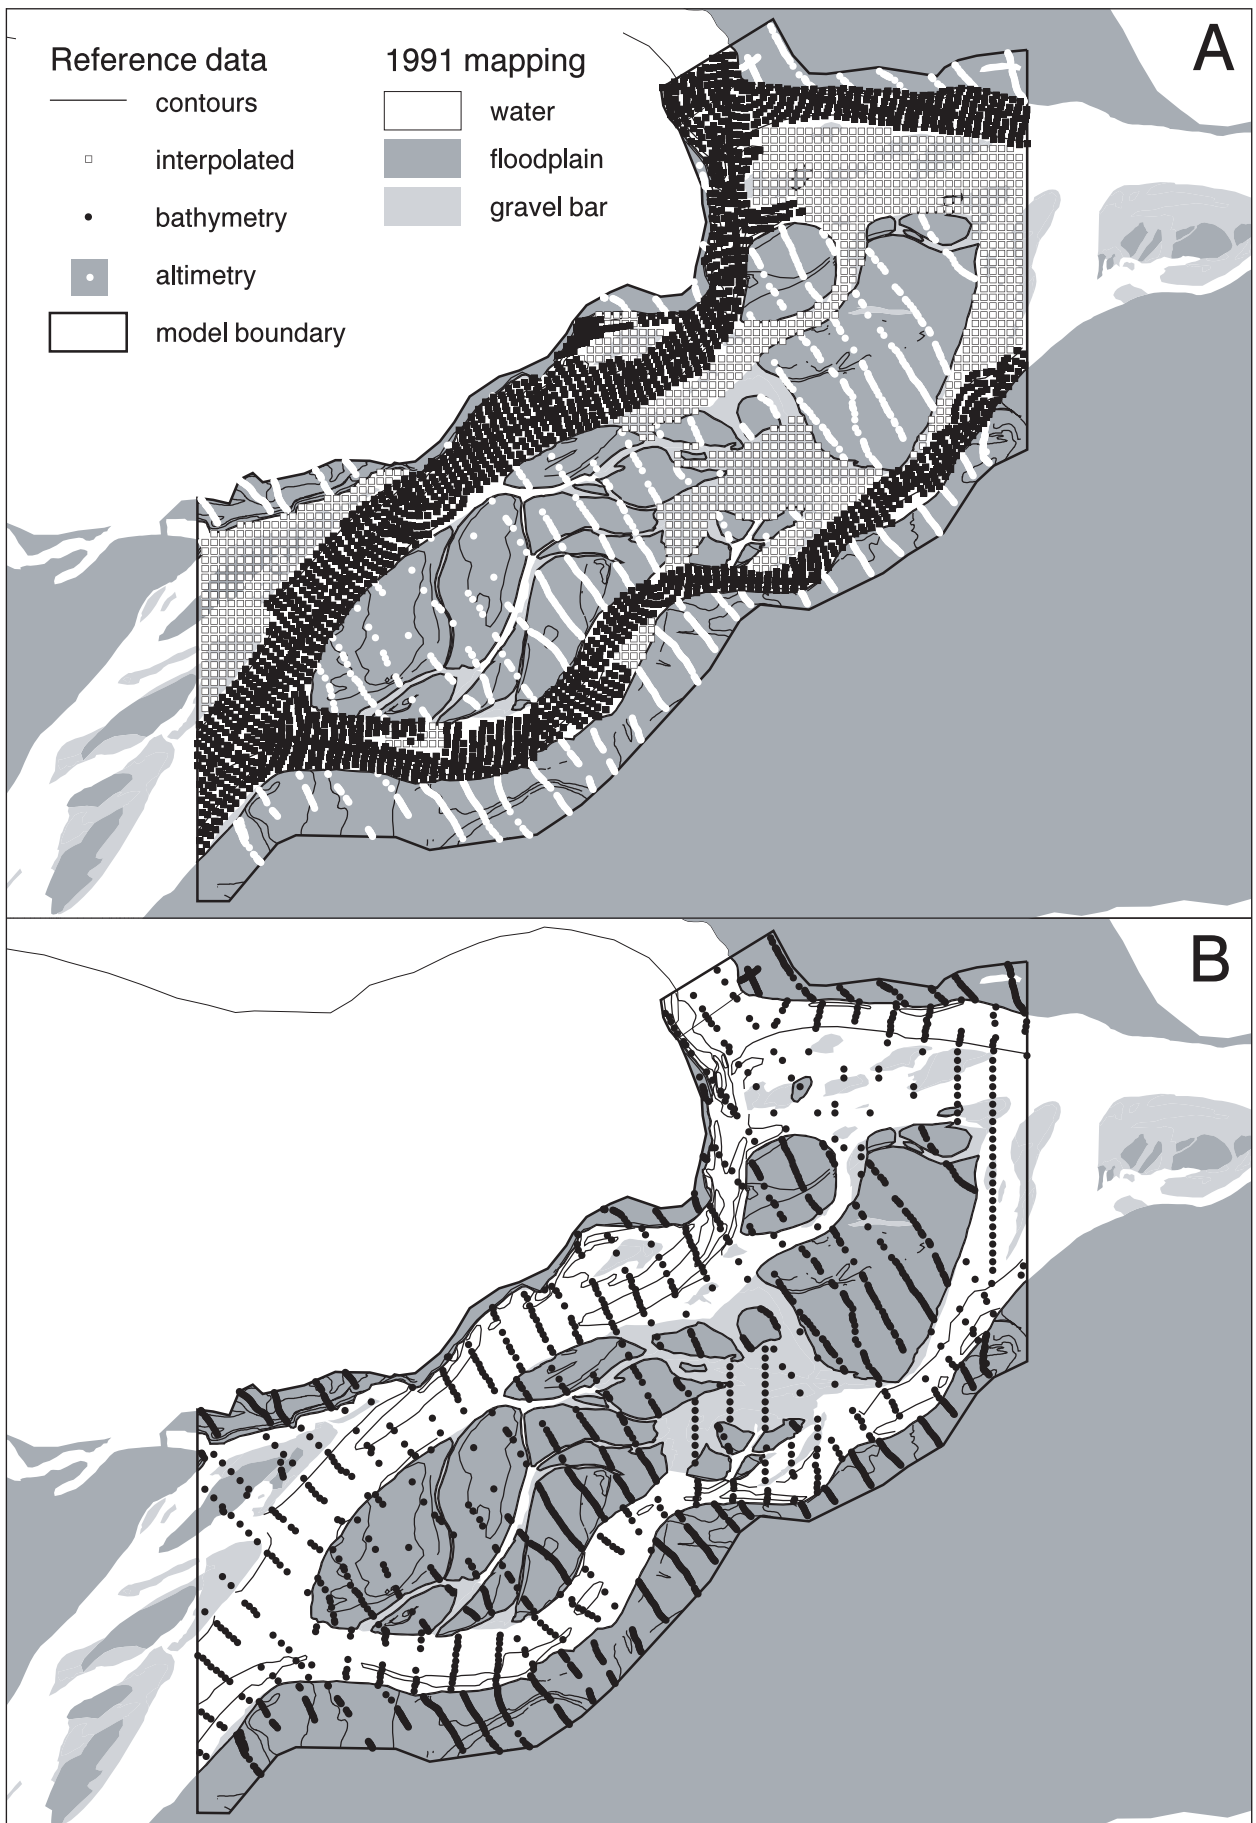 A
Reference data
contours
interpolated
bathymetry
altimetry
model boundary
1991 mapping
water
floodplain
gravel bar
B